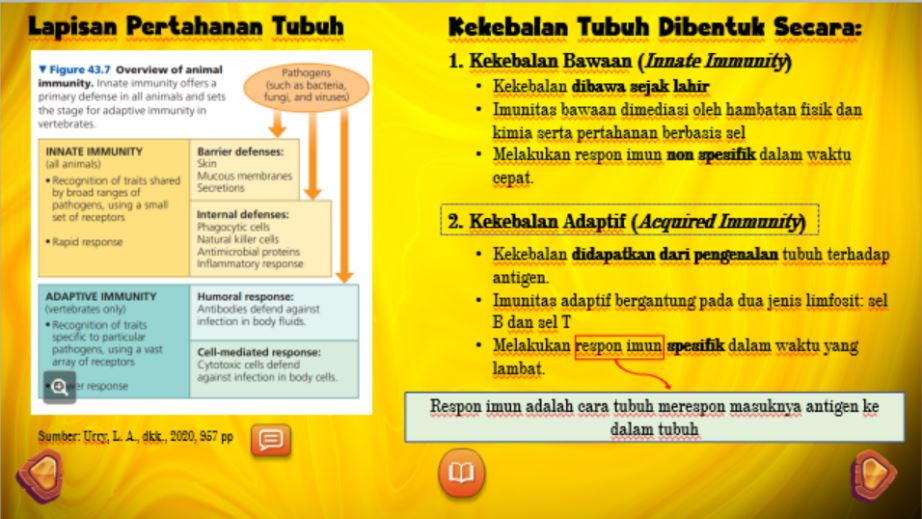 Lapisan Pertahanan Tubuh
▼ Figure 43.7 Overview of animal
immunity. Innate immunity offers a
primary defense in all animals and sets
the stage for adaptive immunity in
vertebrates.
Pathogens
(such as bacteria,
fungi, and viruses)
INNATE IMMUNITY
(all animals)
• Recognition of traits shared
by broad ranges of
pathogens, using a small
set of receptors
• Rapid response
Barrier defenses:
Skin
Mucous membranes
Secretions
Internal defenses:
Phagocytic cells
Natural killer cells
Antimicrobial proteins
Inflammatory response
ADAPTIVE IMMUNITY
(vertebrates only)
• Recognition of traits
specific to particular
pathogens, using a vast
array of receptors
response
Humoral response:
Antibodies defend against
infection in body fluids.
Cell-mediated response:
Cytotoxic cells defend
against infection in body cells.
Sumber: Urry, L. A., dkk., 2020, 957 pp
Kekebalan Tubuh Dibentuk Secara:
1. Kekebalan Bawaan (Innate Immunity)
• Kekebalan dibawa sejak lahir
• Imunitas bawaan dimediasi oleh hambatan fisik dan
kimia serta pertahanan berbasis sel
• Melakukan respon imun non spesifik dalam waktu
cepat.
2. Kekebalan Adaptif (Acquired Immunity)
• Kekebalan didapatkan dari pengenalan tubuh terhadap
antigen.
• Imunitas adaptif bergantung pada dua jenis limfosit: sel
B dan sel T
• Melakukan respon imun spesifik dalam waktu yang
lambat.
Respon imun adalah cara tubuh merespon masuknya antigen ke
dalam tubuh